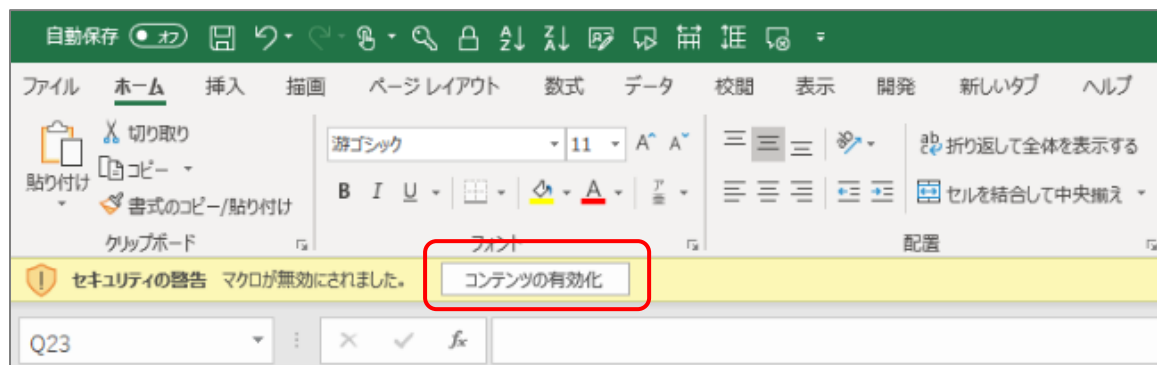 自動保存 オフ
ファイル ホーム 挿入 描画 ページ レイアウト 数式 データ 校閲 表示 開発 新しいタブ ヘルプ
切り取り
游ゴシック 11 A^ A˅ ab 折り返して全体を表示する
コピー
貼り付け
書式のコピー/貼り付け
B I U A ア亜 セルを結合して中央揃え
クリップボード フォント 配置
セキュリティの警告 マクロが無効にされました。 コンテンツの有効化
Q23 fx